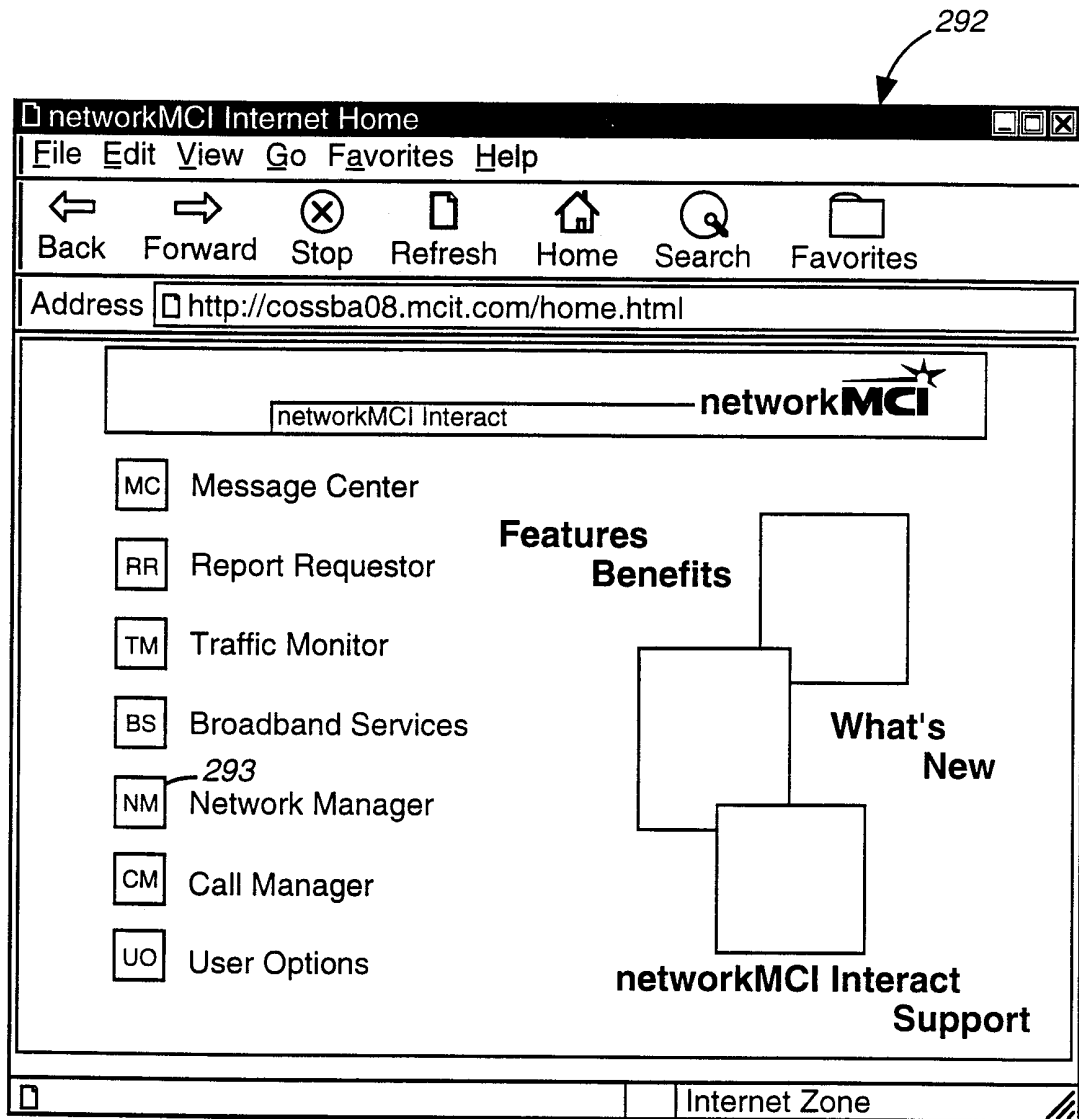 292
networkMCI Internet Home
File Edit View Go Favorites Help
Back Forward Stop Refresh Home Search Favorites
Address http://cossba08.mcit.com/home.html
networkMCI Interact
networkMCI
MC Message Center
RR Report Requestor
TM Traffic Monitor
BS Broadband Services
293
NM Network Manager
CM Call Manager
UO User Options
Features
Benefits
What's
New
networkMCI Interact
Support
Internet Zone